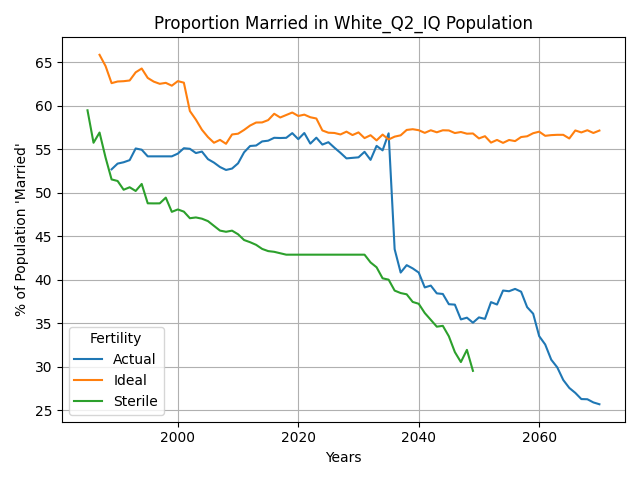 Proportion Married in White_Q2_IQ Population
% of Population 'Married'
65
60
55
50
45
40
35
30
25
Fertility
Actual
Ideal
Sterile
2000 2020 2040 2060
Years